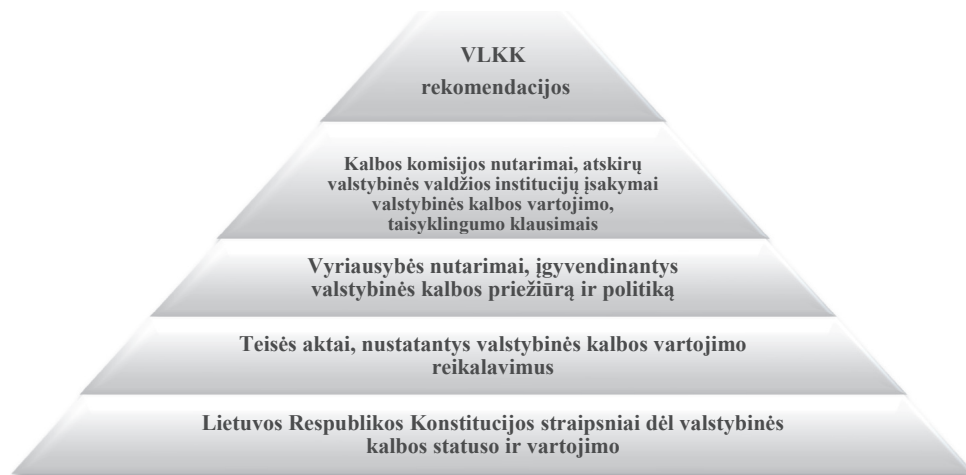 VLKK
rekomendacijos
Kalbos komisijos nutarimai, atskirų
valstybinės valdžios institucijų įsakymai
valstybinės kalbos vartojimo,
taisyklingumo klausimais
Vyriausybės nutarimai, įgyvendinantys
valstybinės kalbos priežiūrą ir politiką
Teisės aktai, nustatantys valstybinės kalbos vartojimo
reikalavimus
Lietuvos Respublikos Konstitucijos straipsniai dėl valstybinės
kalbos statuso ir vartojimo